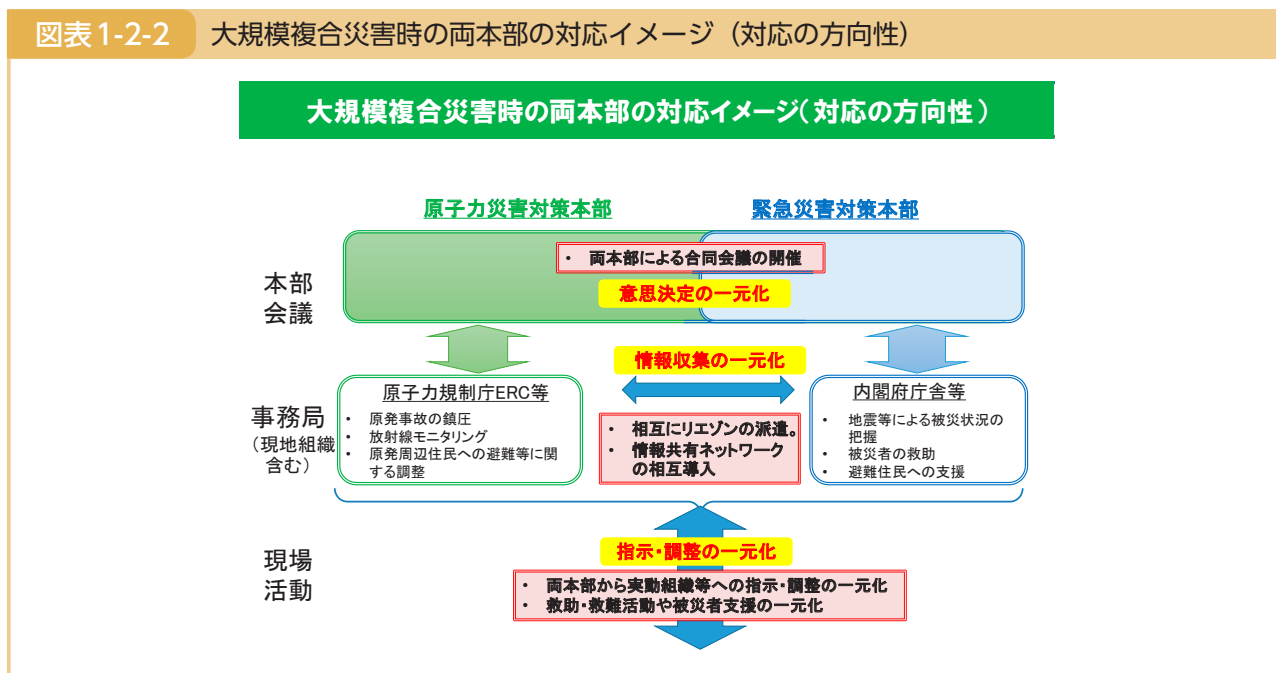 図表1-2-2 大規模複合災害時の両本部の対応イメージ(対応の方向性)
大規模複合災害時の両本部の対応イメージ(対応の方向性)
原子力災害対策本部
緊急災害対策本部
本部
会議
・ 両本部による合同会議の開催
意思決定の一元化
情報収集の一元化
事務局
(現地組織
含む)
原子力規制庁ERC等
・ 原発事故の鎮圧
・ 放射線モニタリング
・ 原発周辺住民への避難等に関
する調整
・ 相互にリエゾンの派遣。
・ 情報共有ネットワーク
の相互導入
内閣府庁舎等
・ 地震等による被災状況の
把握
・ 被災者の救助
・ 避難住民への支援
現場
活動
指示・調整の一元化
・ 両本部から実動組織等への指示・調整の一元化
・ 救助・救難活動や被災者支援の一元化